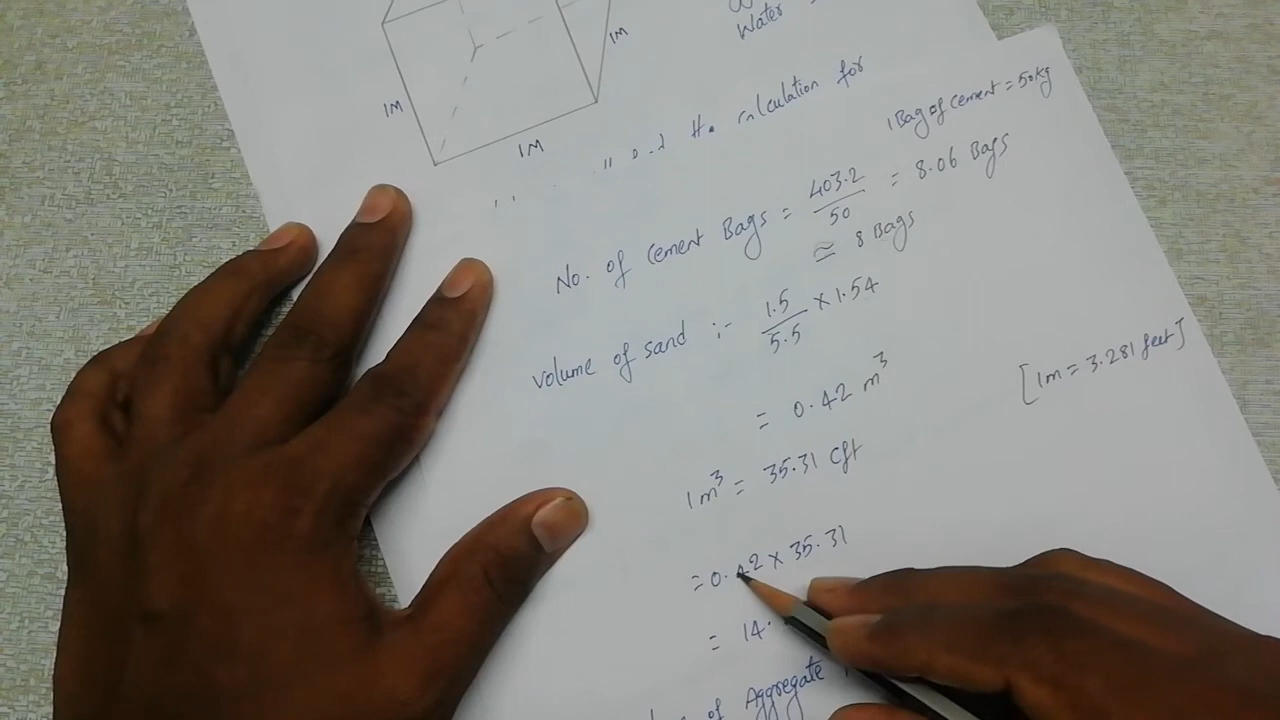 1M
1M
1M
Water
calculation for
1 Bag of cement = 50kg
No. of Cement Bags = 403.2/50 = 8.06 Bags
≅ 8 Bags
Volume of sand :- 1.5/5.5 × 1.54
= 0.42 m³
[1m = 3.281 feet]
1m³ = 35.31 Cft
= 0.42 × 35.31
= 14.
of Aggregate